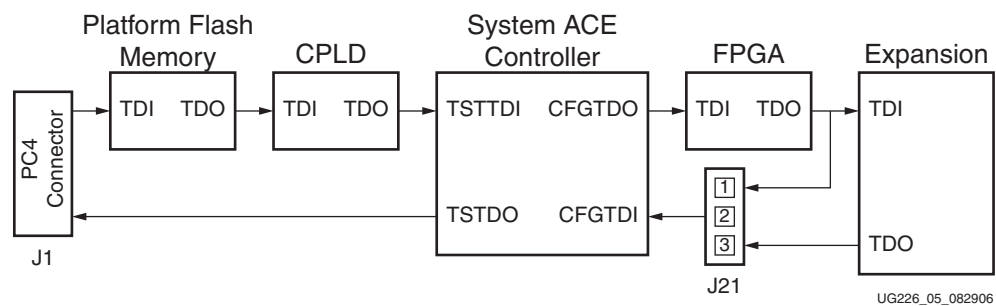 Platform Flash
Memory
CPLD
System ACE
Controller
FPGA
Expansion
PC4
Connector
J1
TDI TDO
TDI TDO
TSTTDI CFGTDO
TSTDO CFGTDI
TDI TDO
1
2
3
J21
TDI
TDO
UG226_05_082906